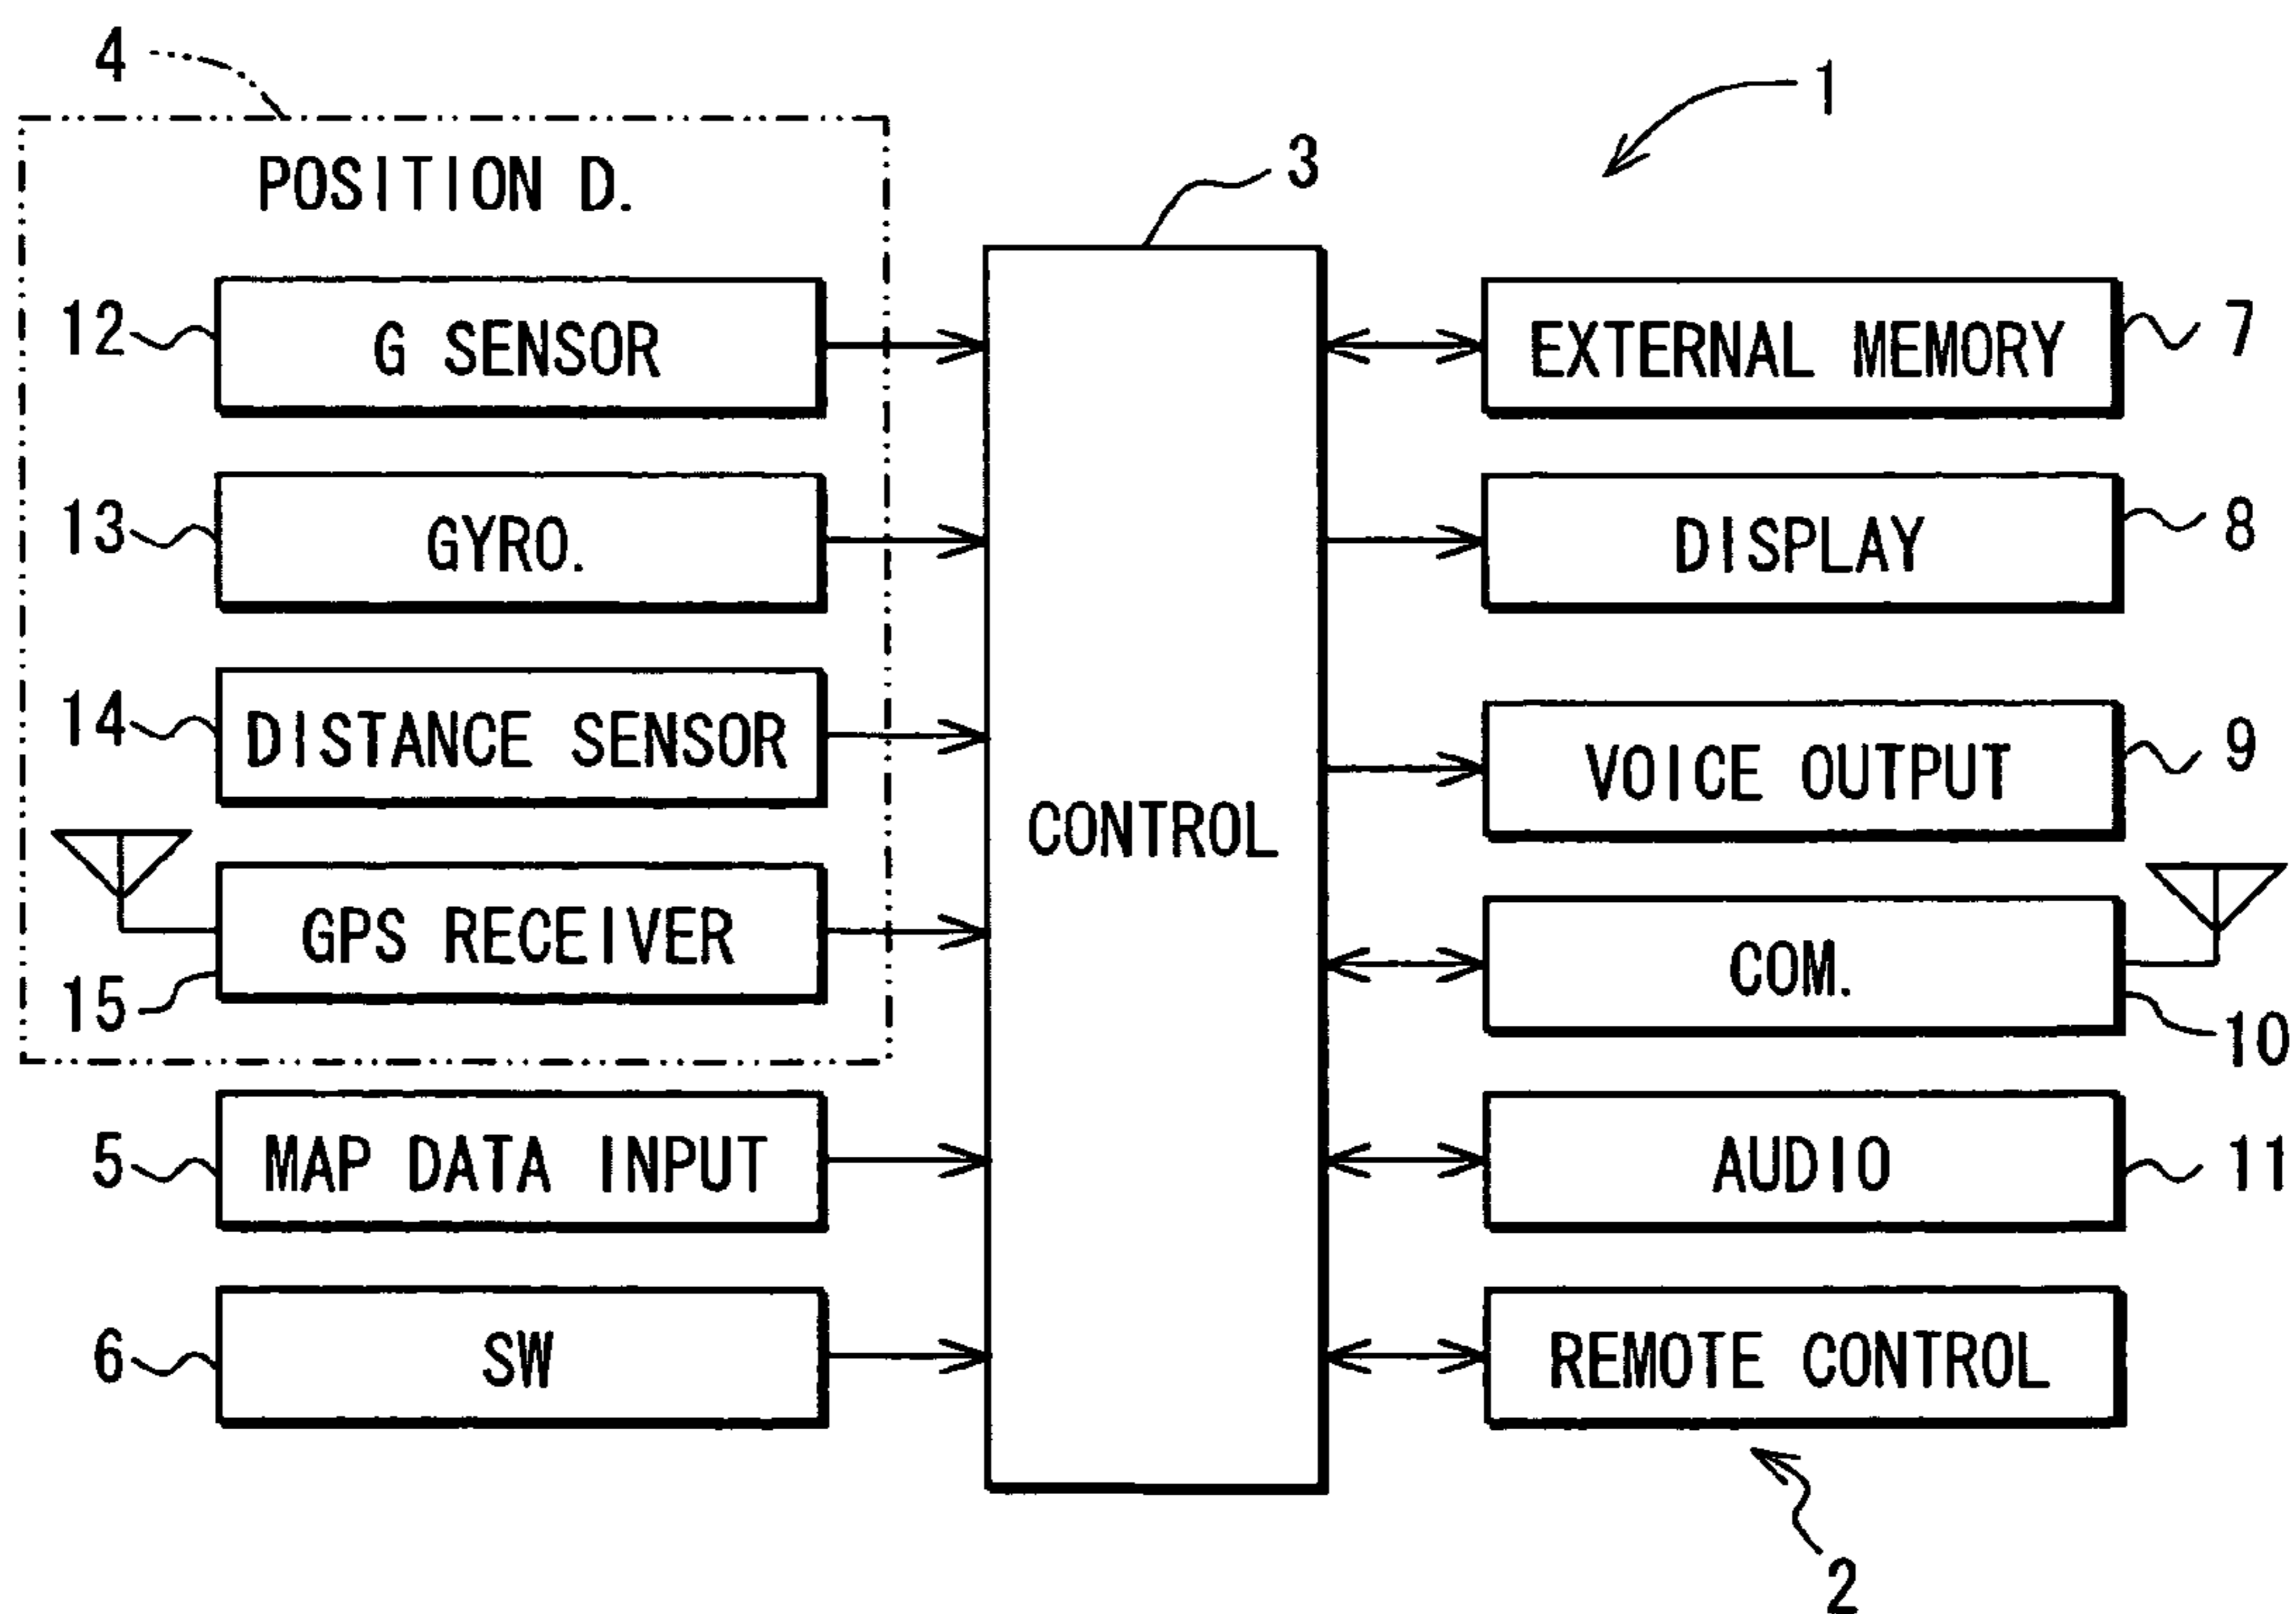 4
1
POSITION D.
3
12
G SENSOR
EXTERNAL MEMORY
7
13
GYRO.
DISPLAY
8
14
DISTANCE SENSOR
VOICE OUTPUT
9
CONTROL
GPS RECEIVER
15
COM.
10
5
MAP DATA INPUT
AUDIO
11
6
SW
REMOTE CONTROL
2